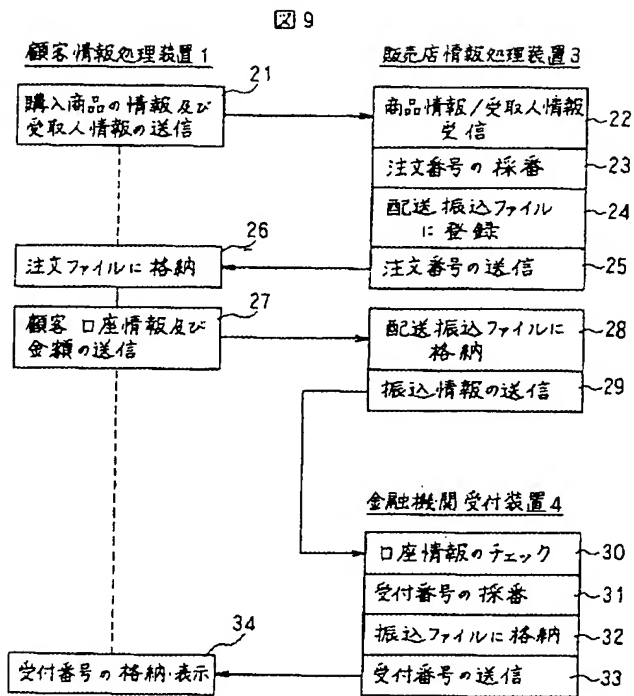 図9
顧客情報処理装置1
21
購入商品の情報及び
受取人情報の送信
26
注文ファイルに格納
27
顧客口座情報及び
金額の送信
34
受付番号の格納・表示
販売店情報処理装置3
商品情報/受取人情報
受信
22
注文番号の採番
23
配送振込ファイル
に登録
24
注文番号の送信
25
配送振込ファイルに
格納
28
振込情報の送信
29
金融機関受付装置4
口座情報のチェック
30
受付番号の採番
31
振込ファイルに格納
32
受付番号の送信
33